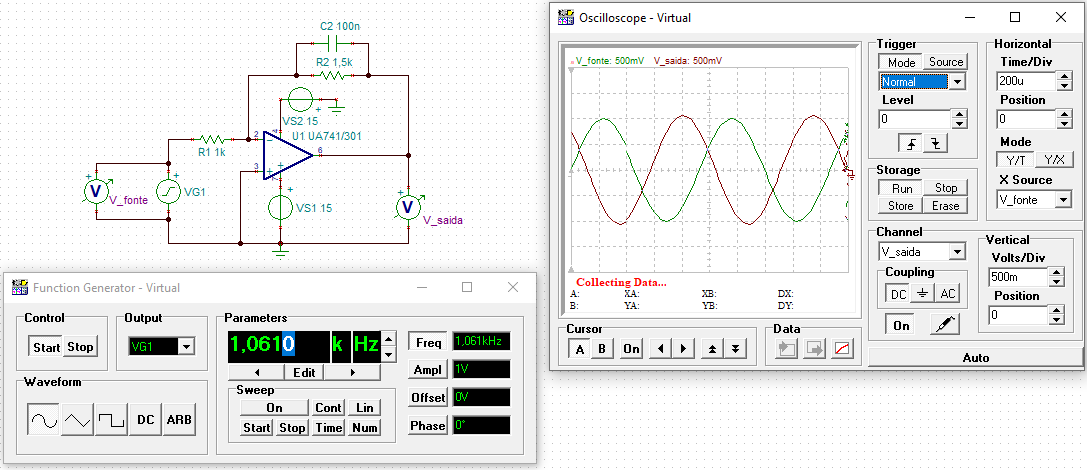 C2 100n
R2 1,5k
VS2 15
U1 UA741/301
R1 1k
2
4
6
3
7
V
V_fonte
VG1
VS1 15
V
V_saida
Oscilloscope - Virtual
V_fonte: 500mV V_saida: 500mV
Collecting Data...
A: XA: XB: DX:
B: YA: YB: DY:
Cursor
A B On
Data
Trigger
Mode Source
Normal
Level
0
Storage
Run Stop
Store Erase
Horizontal
Time/Div
200u
Position
0
Mode
Y/T Y/X
X Source
V_fonte
Channel
V_saida
Coupling
DC AC
On
Vertical
Volts/Div
500m
Position
0
Auto
Function Generator - Virtual
Control
Start Stop
Output
VG1
Waveform
DC ARB
Parameters
1,0610 k Hz
Edit
Sweep
On Cont Lin
Start Stop Time Num
Freq 1,061kHz
Ampl 1V
Offset 0V
Phase 0°